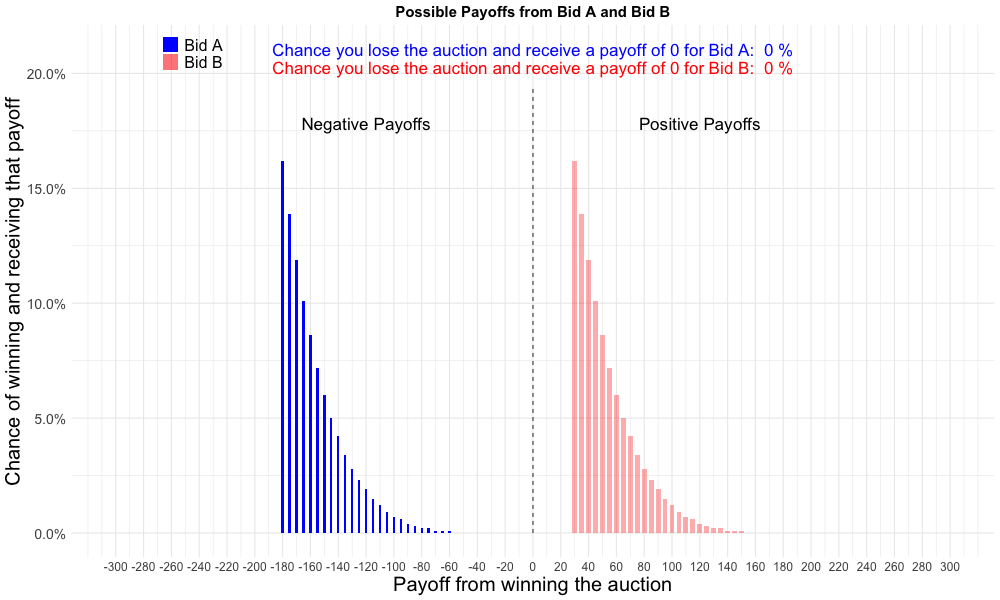 Possible Payoffs from Bid A and Bid B
Bid A
Bid B
Chance you lose the auction and receive a payoff of 0 for Bid A:  0 %
Chance you lose the auction and receive a payoff of 0 for Bid B:  0 %
Negative Payoffs
Positive Payoffs
Chance of winning and receiving that payoff
20.0%
15.0%
10.0%
5.0%
0.0%
-300 -280 -260 -240 -220 -200 -180 -160 -140 -120 -100 -80 -60 -40 -20 0 20 40 60 80 100 120 140 160 180 200 220 240 260 280 300
Payoff from winning the auction